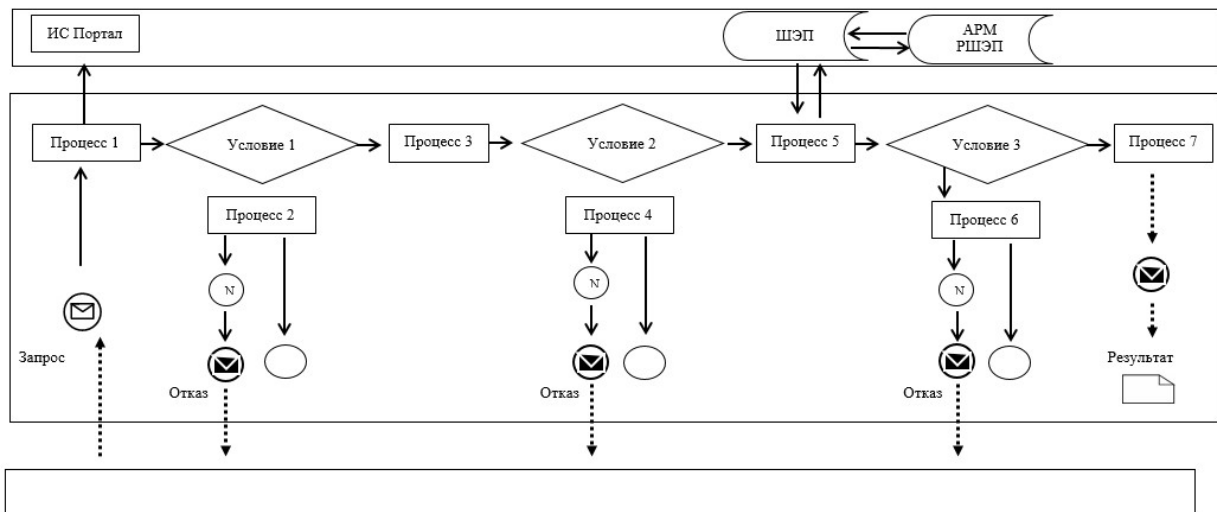 ИС Портал
ШЭП
АРМ
РШЭП
Процесс 1
Условие 1
Процесс 3
Условие 2
Процесс 5
Условие 3
Процесс 7
Процесс 2
Процесс 4
Процесс 6
N
N
N
Запрос
Результат
Отказ
Отказ
Отказ